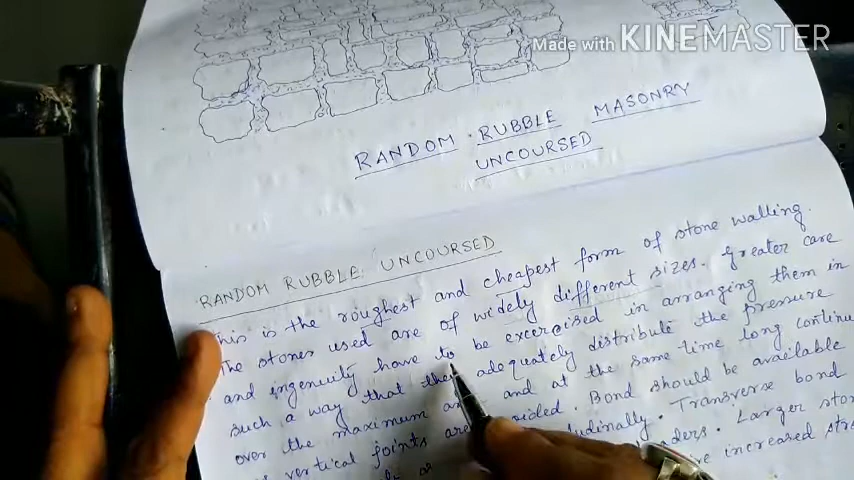 Made with KINEMASTER
RANDOM RUBBLE MASONRY
UNCOURSED
RANDOM RUBBLE UNCOURSED
This is the roughest and cheapest form of stone walling.
The stones used are of widely different sizes. Greater care
and ingenuity have to be excercised in arranging them in
such a way that they adequately distribute the pressure
over the maximum and at the same time long continu
vertical joints are avoided. Bond should be available
Transverse bond
Larger
increased